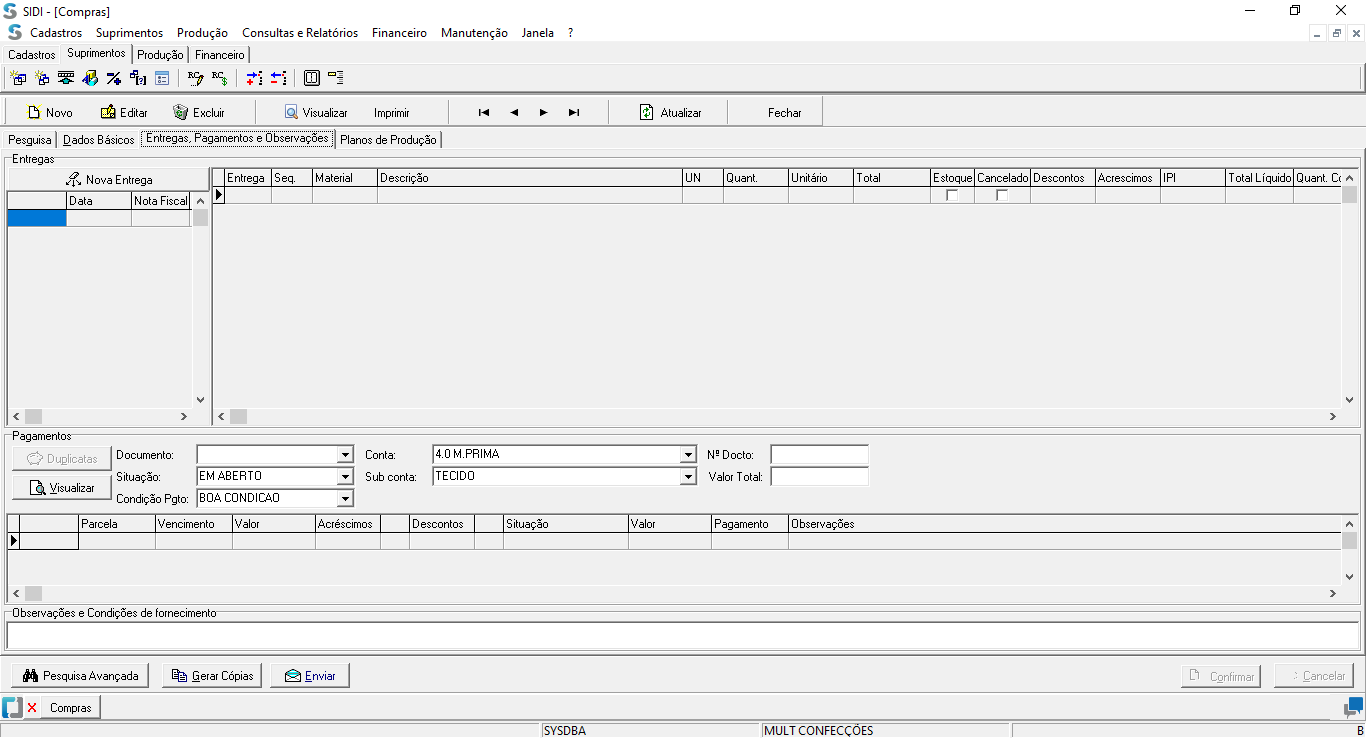 SIDI - [Compras]
Cadastros Suprimentos Produção Consultas e Relatórios Financeiro Manutenção Janela ?
Cadastros Suprimentos Produção Financeiro
Novo Editar Excluir Visualizar Imprimir Atualizar Fechar
Pesquisa Dados Básicos Entregas, Pagamentos e Observações Planos de Produção
Entregas
Nova Entrega
Data Nota Fiscal
Entrega Seq. Material Descrição UN Quant. Unitário Total Estoque Cancelado Descontos Acrescimos IPI Total Líquido Quant. Co
Pagamentos
Duplicatas Documento: Conta: 4.0 M.PRIMA Nº Docto:
Situação: EM ABERTO Sub conta: TECIDO Valor Total:
Visualizar
Condição Pgto: BOA CONDICAO
Parcela Vencimento Valor Acréscimos Descontos Situação Valor Pagamento Observações
Observações e Condições de fornecimento
Pesquisa Avançada Gerar Cópias Enviar Confirmar Cancelar
Compras
SYSDBA MULT CONFECÇÕES B